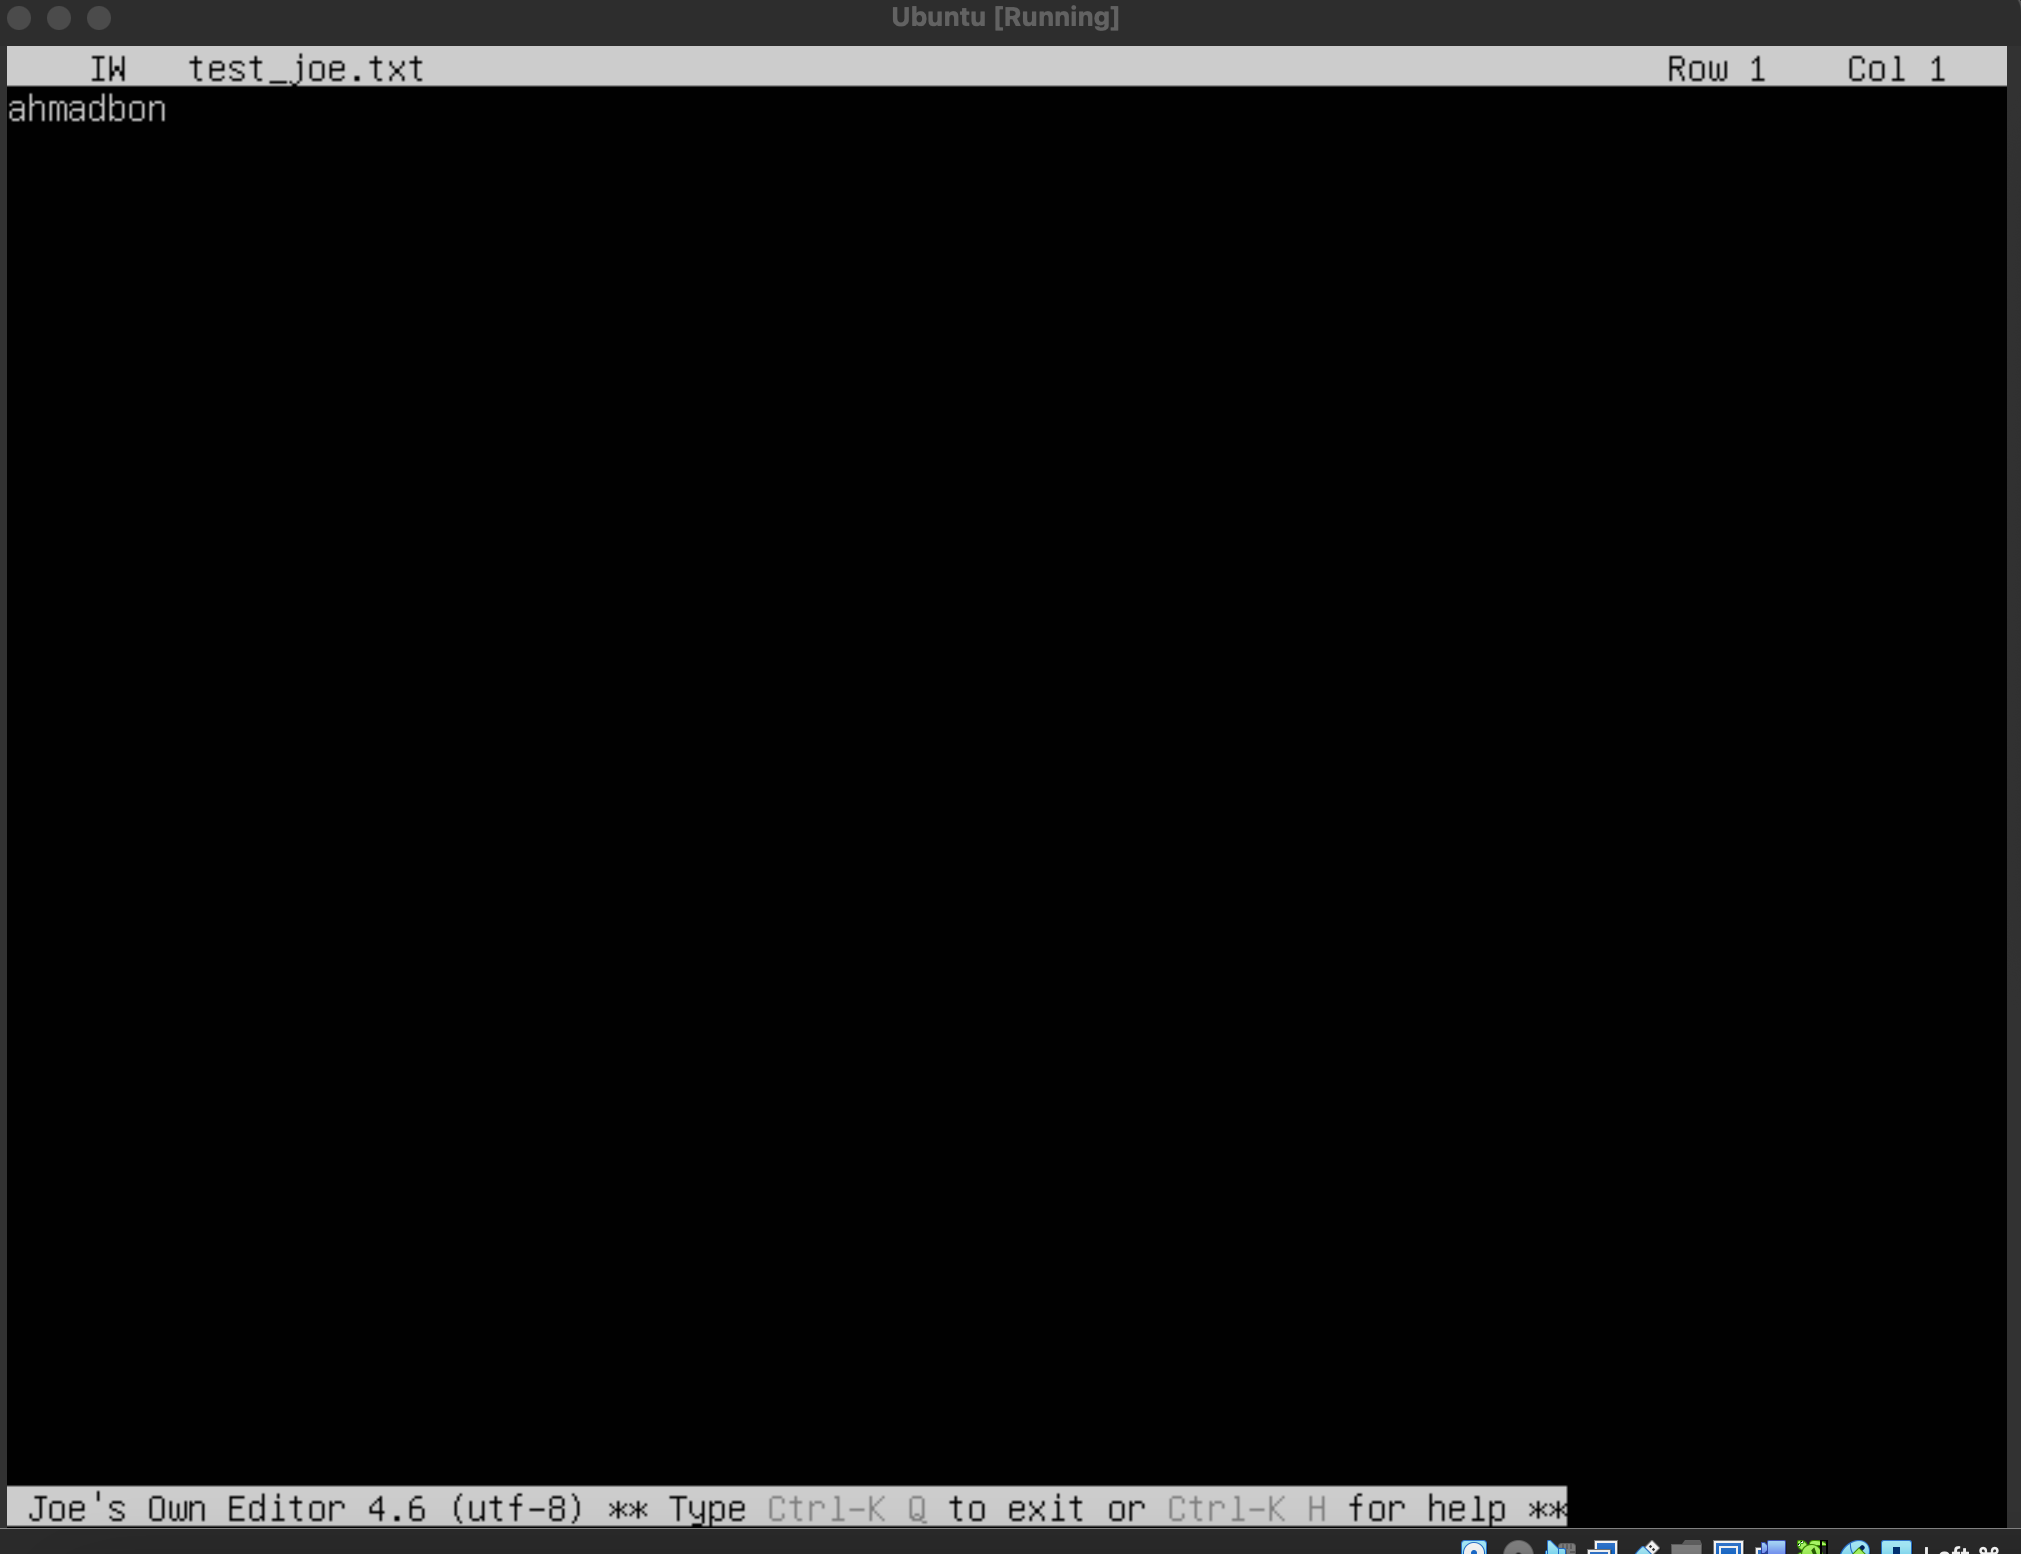 Ubuntu [Running]
IW test_joe.txt Row 1 Col 1
ahmadbon
Joe's Own Editor 4.6 (utf-8) ** Type Ctrl-K Q to exit or Ctrl-K H for help **
Left ⌘